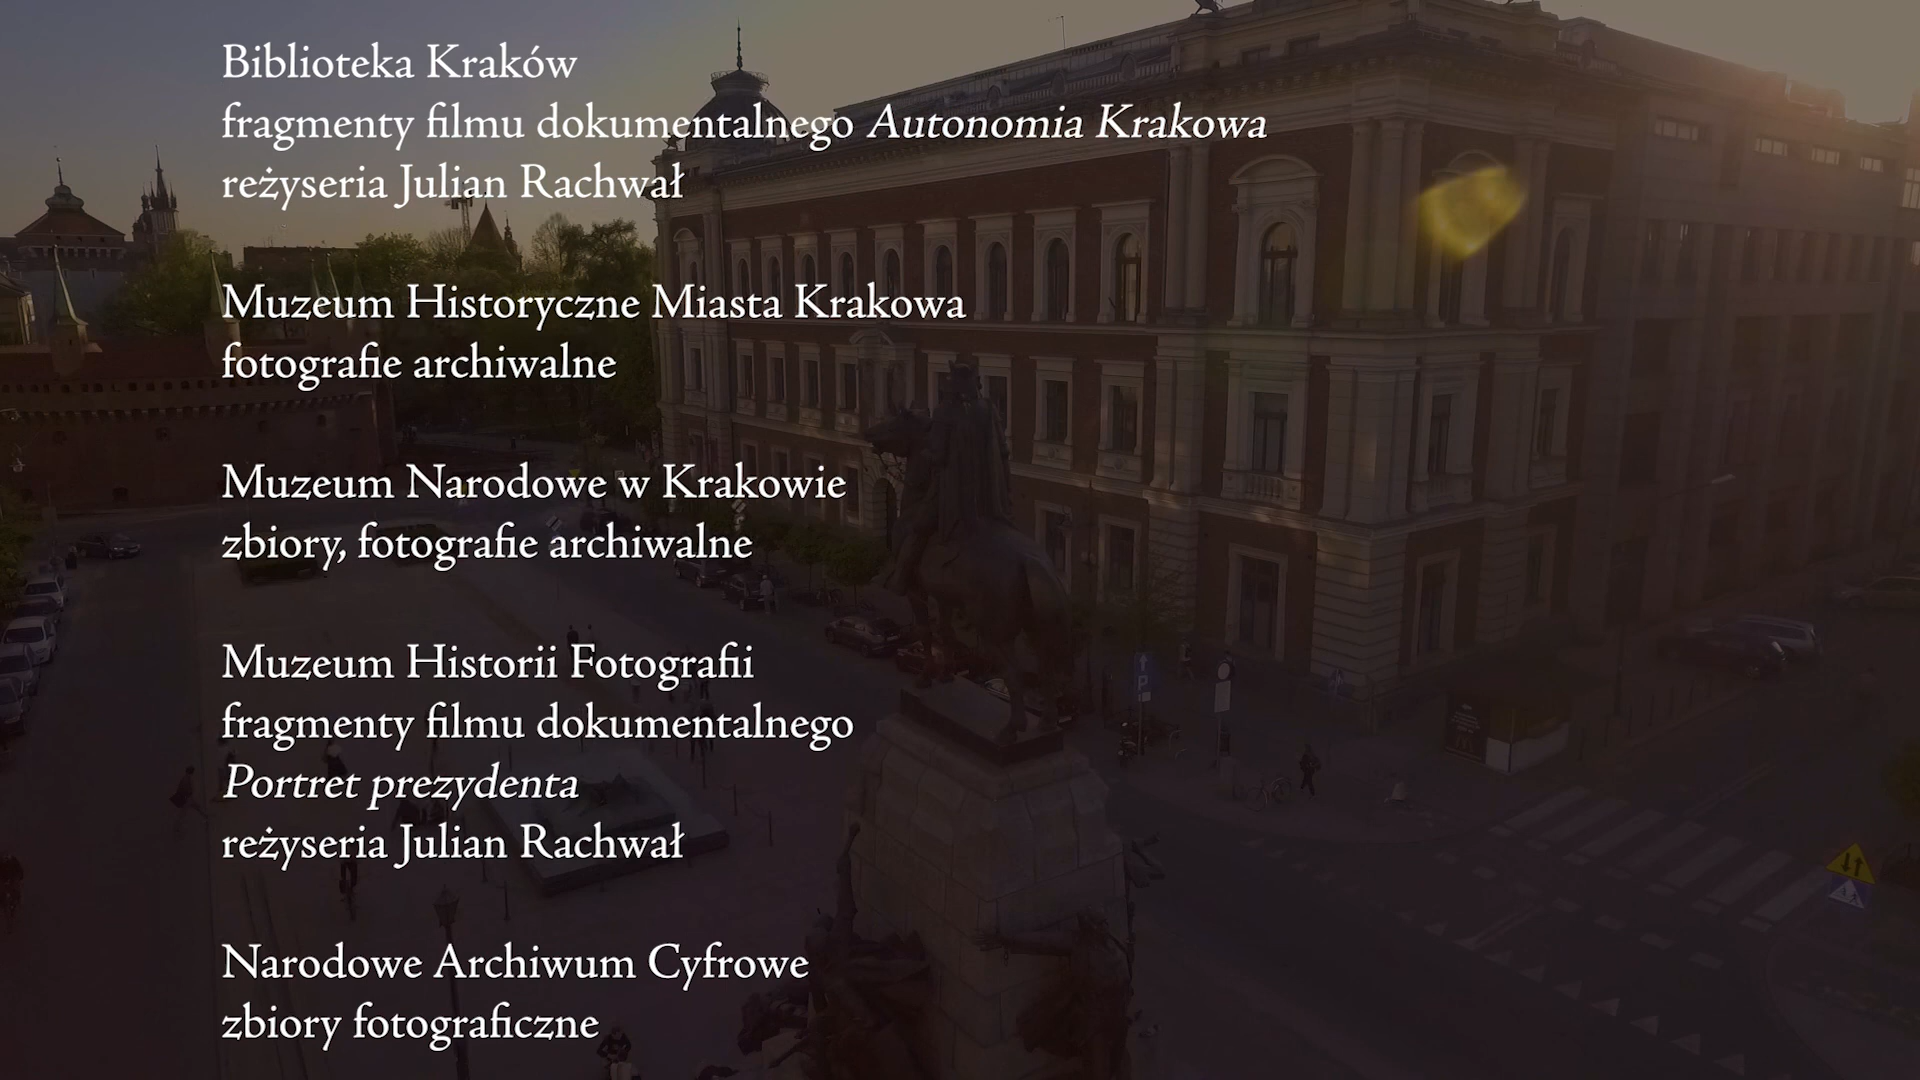 Biblioteka Kraków
fragmenty filmu dokumentalnego Autonomia Krakowa
reżyseria Julian Rachwał
Muzeum Historyczne Miasta Krakowa
fotografie archiwalne
Muzeum Narodowe w Krakowie
zbiory, fotografie archiwalne
Muzeum Historii Fotografii
fragmenty filmu dokumentalnego
Portret prezydenta
reżyseria Julian Rachwał
Narodowe Archiwum Cyfrowe
zbiory fotograficzne